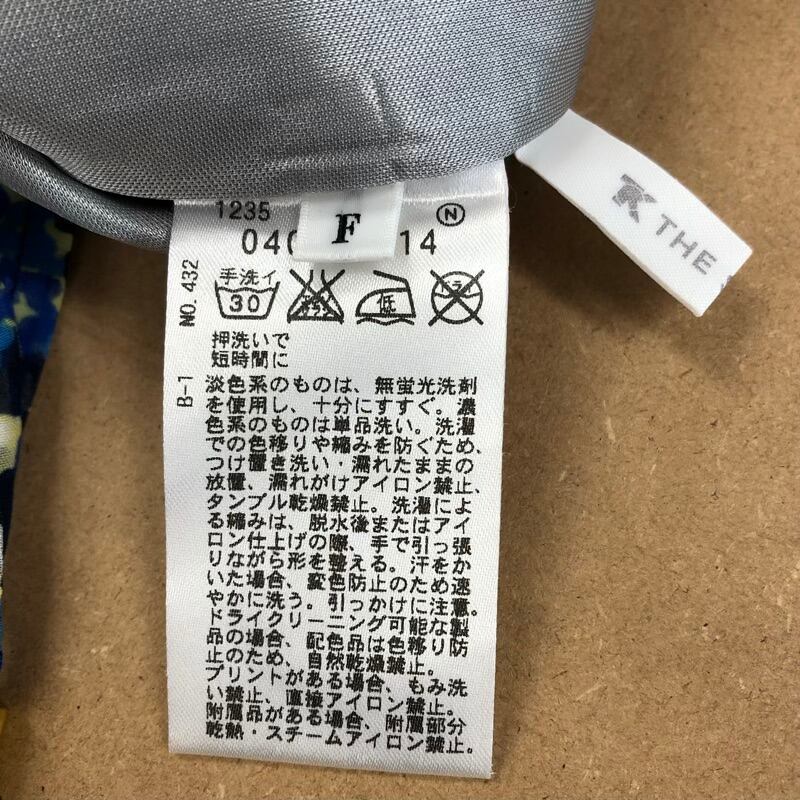 1235
F
N
040
14
THE
NO. 432
手洗イ
30
エンソサラシ
低
ドライ
押洗いで
短時間に
B-1
淡色系のものは、無蛍光洗剤
を使用し、十分にすすぐ。濃
色系のものは単品洗い。洗濯
での色移りや縮みを防ぐため、
つけ置き洗い・濡れたままの
放置、濡れがけアイロン禁止、
タンブル乾燥禁止。洗濯によ
る縮みは、脱水後またはアイ
ロン仕上げの際、手で引っ張
りながら形を整える。汗をか
いた場合、変色防止のため速
やかに洗う。引っかけに注意。
ドライクリーニング可能な製
品の場合、配色品は色移り防
止のため、自然乾燥禁止。
プリントがある場合、もみ洗
い禁止、直接アイロン禁止。
附属品がある場合、附属部分
乾熱・スチームアイロン禁止。